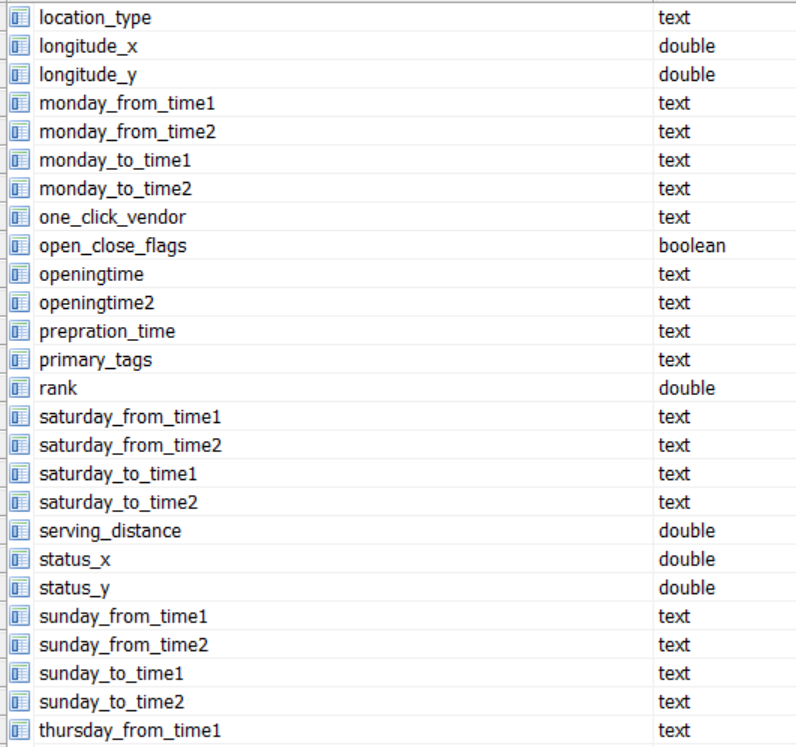 location_type text
longitude_x double
longitude_y double
monday_from_time1 text
monday_from_time2 text
monday_to_time1 text
monday_to_time2 text
one_click_vendor text
open_close_flags boolean
openingtime text
openingtime2 text
prepration_time text
primary_tags text
rank double
saturday_from_time1 text
saturday_from_time2 text
saturday_to_time1 text
saturday_to_time2 text
serving_distance double
status_x double
status_y double
sunday_from_time1 text
sunday_from_time2 text
sunday_to_time1 text
sunday_to_time2 text
thursday_from_time1 text